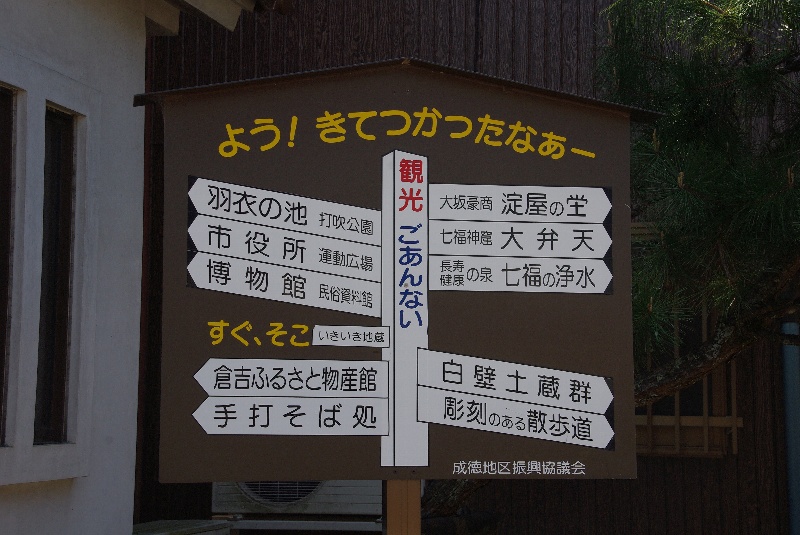 よう！きてつかったなあー
観光ごあんない
羽衣の池 打吹公園
市役所 運動広場
博物館 民俗資料館
すぐ、そこ いきいき地蔵
倉吉ふるさと物産館
手打そば処
大坂豪商 淀屋の堂
七福神窟 大弁天
長寿健康の泉 七福の浄水
白壁土蔵群
彫刻のある散歩道
成徳地区振興協議会